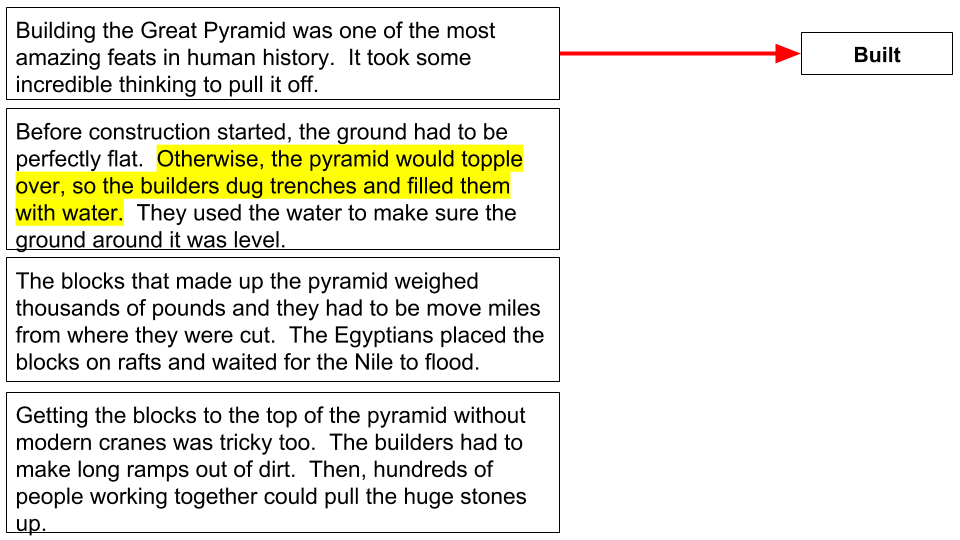 Building the Great Pyramid was one of the most
amazing feats in human history.  It took some
incredible thinking to pull it off.
Built
Before construction started, the ground had to be
perfectly flat.  Otherwise, the pyramid would topple
over, so the builders dug trenches and filled them
with water.  They used the water to make sure the
ground around it was level.
The blocks that made up the pyramid weighed
thousands of pounds and they had to be move miles
from where they were cut.  The Egyptians placed the
blocks on rafts and waited for the Nile to flood.
Getting the blocks to the top of the pyramid without
modern cranes was tricky too.  The builders had to
make long ramps out of dirt.  Then, hundreds of
people working together could pull the huge stones
up.